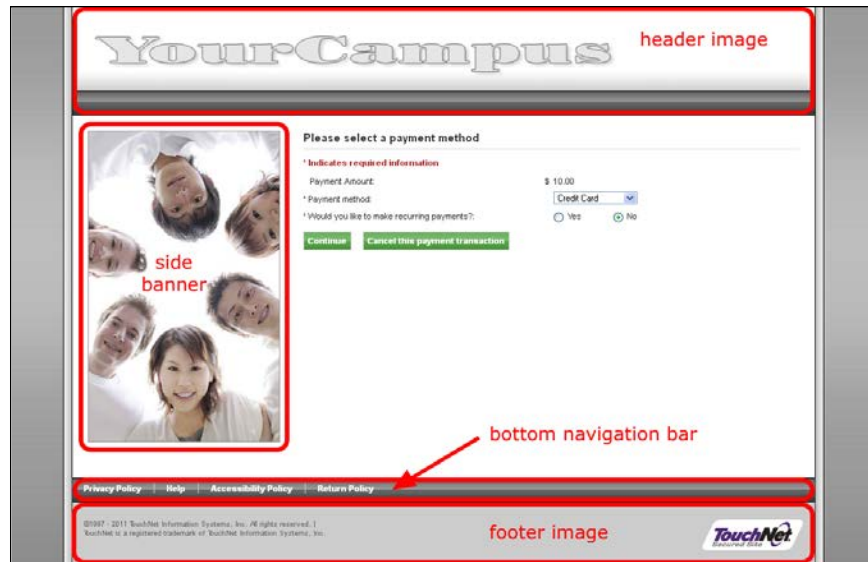 YourCampus
header image
Please select a payment method
* Indicates required information
Payment Amount: $ 10.00
* Payment method: Credit Card
* Would you like to make recurring payments?: Yes No
Continue Cancel this payment transaction
side
banner
bottom navigation bar
Privacy Policy | Help | Accessibility Policy | Return Policy
©1997 - 2011 TouchNet Information Systems, Inc. All rights reserved. |
TouchNet is a registered trademark of TouchNet Information Systems, Inc.
footer image
TouchNet
Secured Site